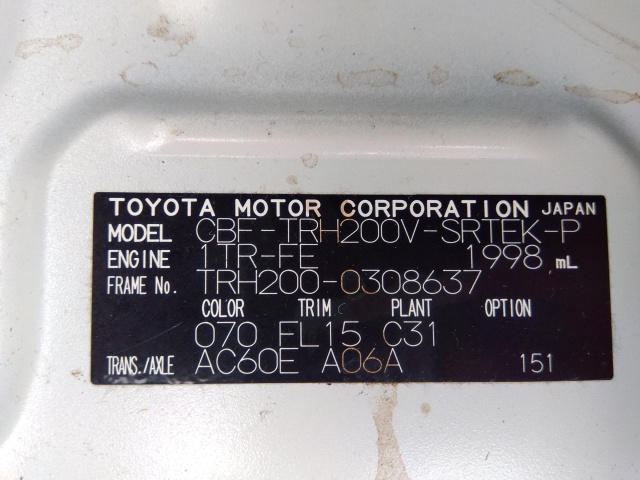 TOYOTA MOTOR CORPORATION JAPAN
MODEL CBF-TRH200V-SRTEK-P
ENGINE 1TR-FE 1998 mL
FRAME No. TRH200-0308637
COLOR TRIM PLANT OPTION
070 FL15 C31
TRANS./AXLE AC60E A06A 151